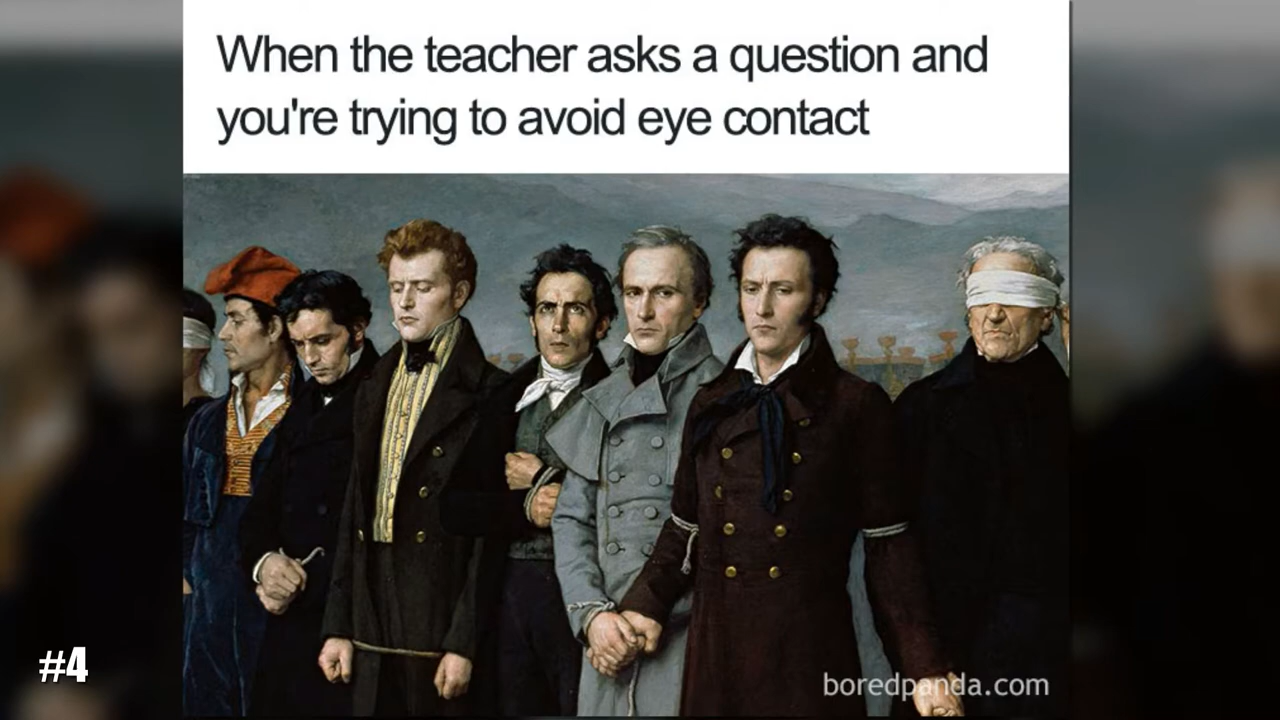 When the teacher asks a question and
you're trying to avoid eye contact
#4
boredpanda.com